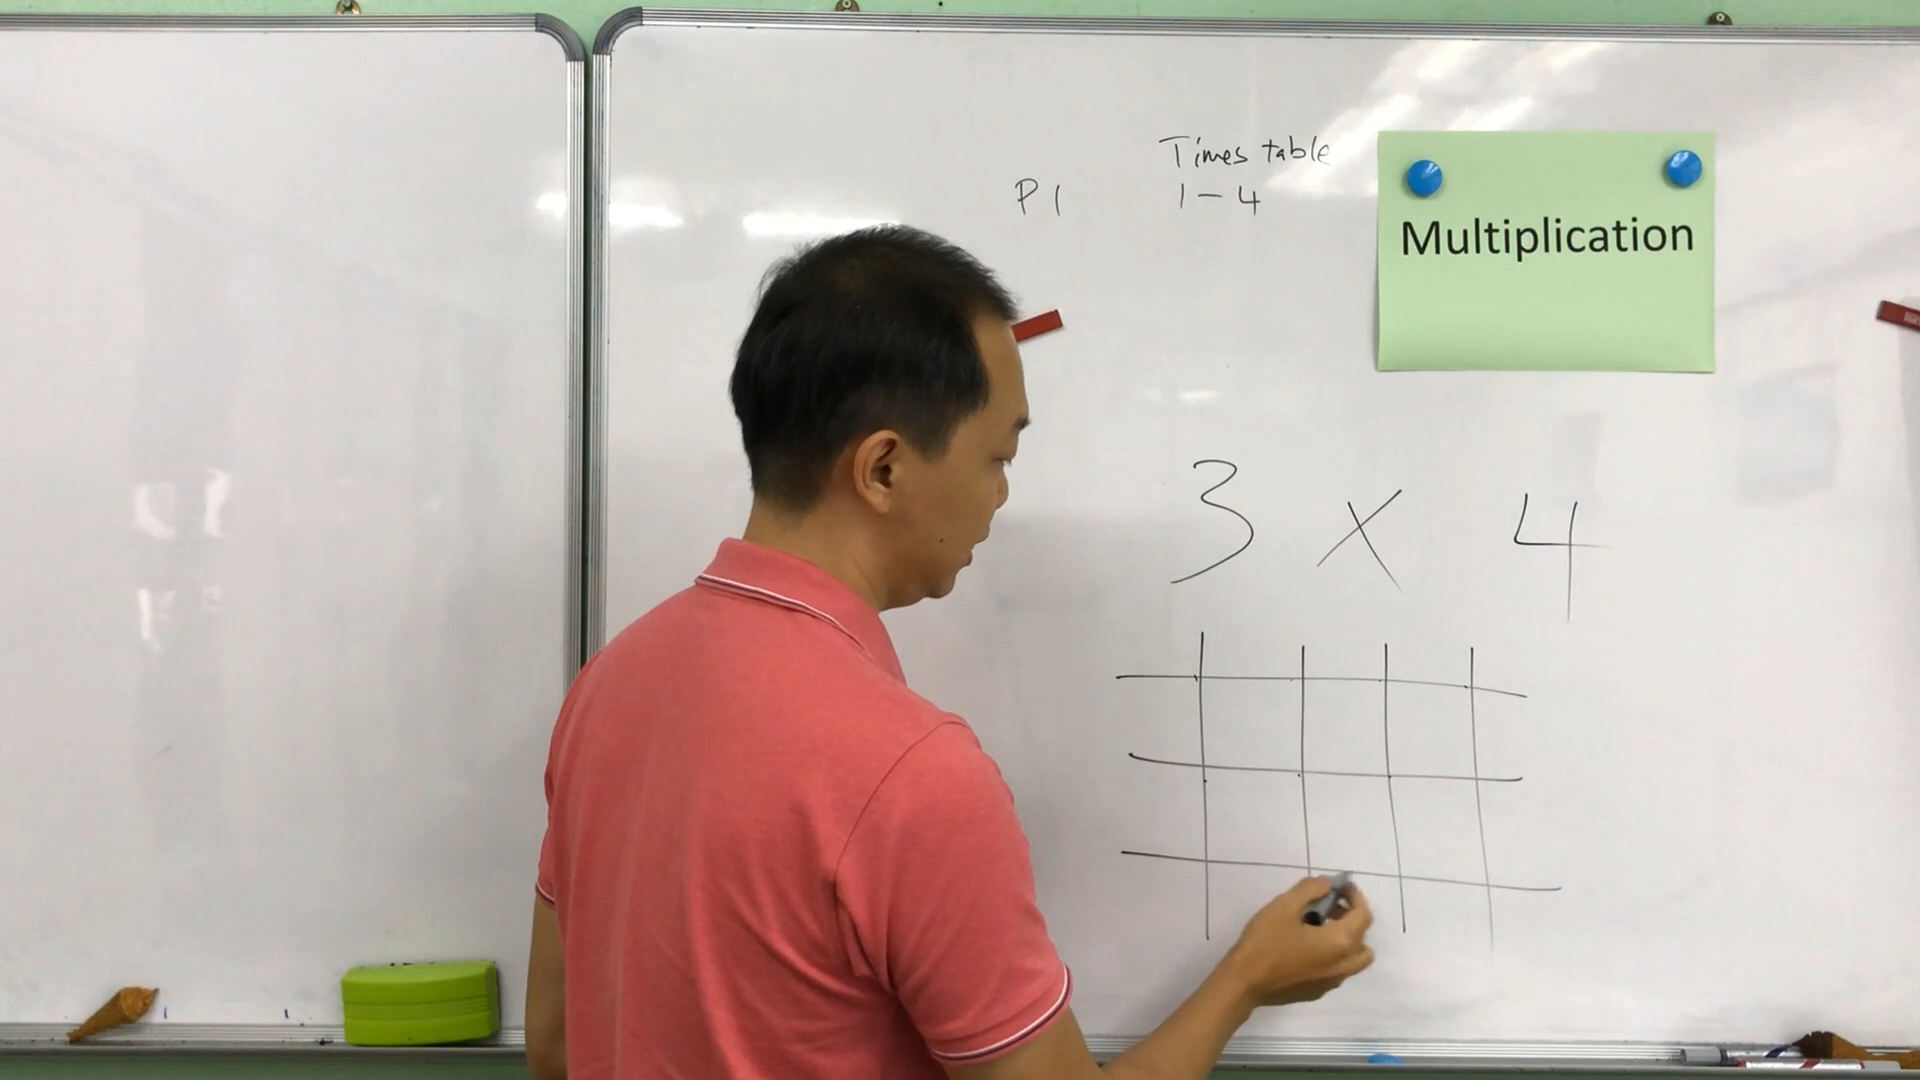 Times table
P1 1-4
Multiplication
3 x 4